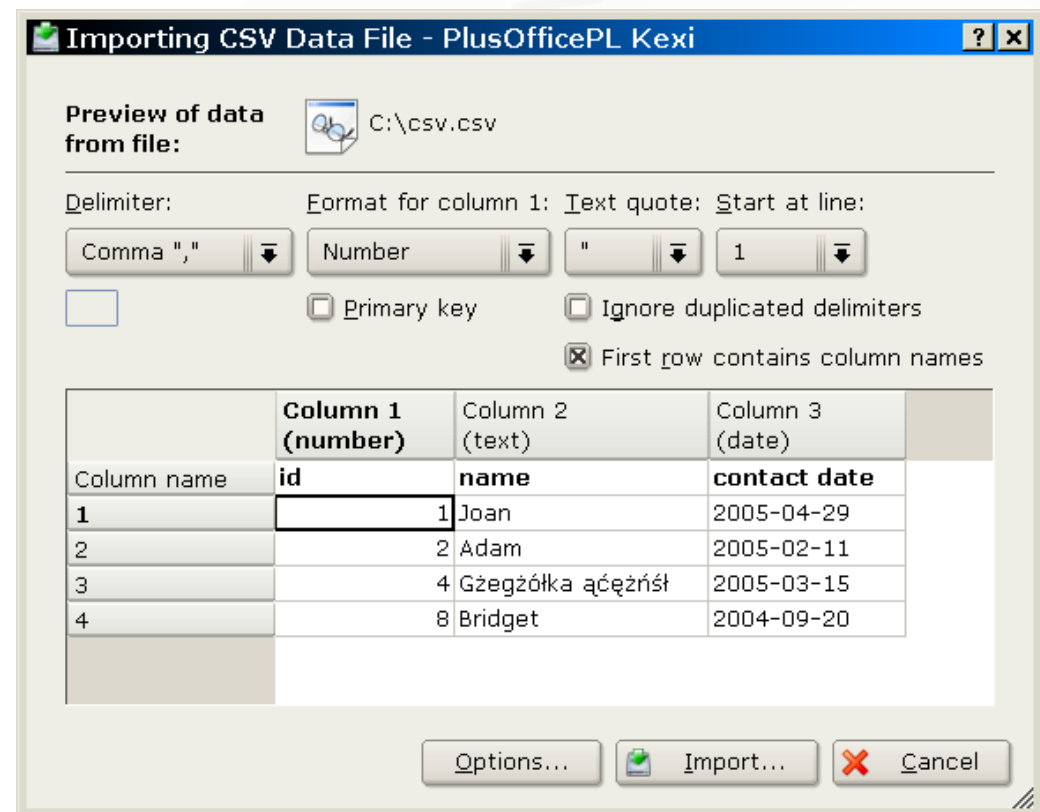 Importing CSV Data File - PlusOfficePL Kexi
Preview of data
from file:
C:\csv.csv
Delimiter: Format for column 1: Text quote: Start at line:
Comma "," Number " 1
Primary key Ignore duplicated delimiters
First row contains column names
Column 1 Column 2 Column 3
(number) (text) (date)
Column name id name contact date
1 1 Joan 2005-04-29
2 2 Adam 2005-02-11
3 4 Gżegżółka ąćężńśł 2005-03-15
4 8 Bridget 2004-09-20
Options... Import... Cancel